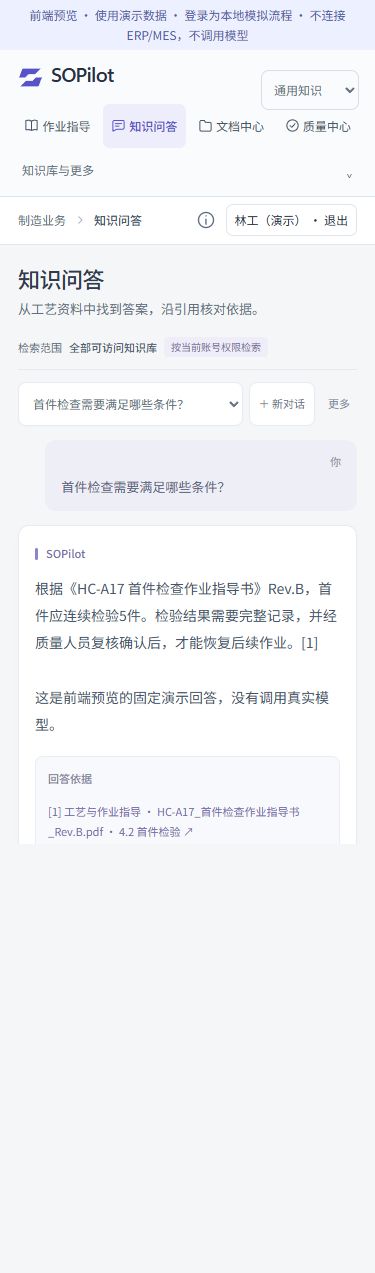 前端预览 · 使用演示数据 · 登录为本地模拟流程 · 不连接
ERP/MES，不调用模型
SOPilot
通用知识
作业指导
知识问答
文档中心
质量中心
知识库与更多
制造业务
知识问答
林工（演示） · 退出
知识问答
从工艺资料中找到答案，沿引用核对依据。
检索范围 全部可访问知识库 按当前账号权限检索
首件检查需要满足哪些条件？
＋ 新对话
更多
你
首件检查需要满足哪些条件？
SOPilot
根据《HC-A17 首件检查作业指导书》Rev.B，首
件应连续检验5件。检验结果需要完整记录，并经
质量人员复核确认后，才能恢复后续作业。[1]
这是前端预览的固定演示回答，没有调用真实模
型。
回答依据
[1] 工艺与作业指导 · HC-A17_首件检查作业指导书
_Rev.B.pdf · 4.2 首件检验 ↗